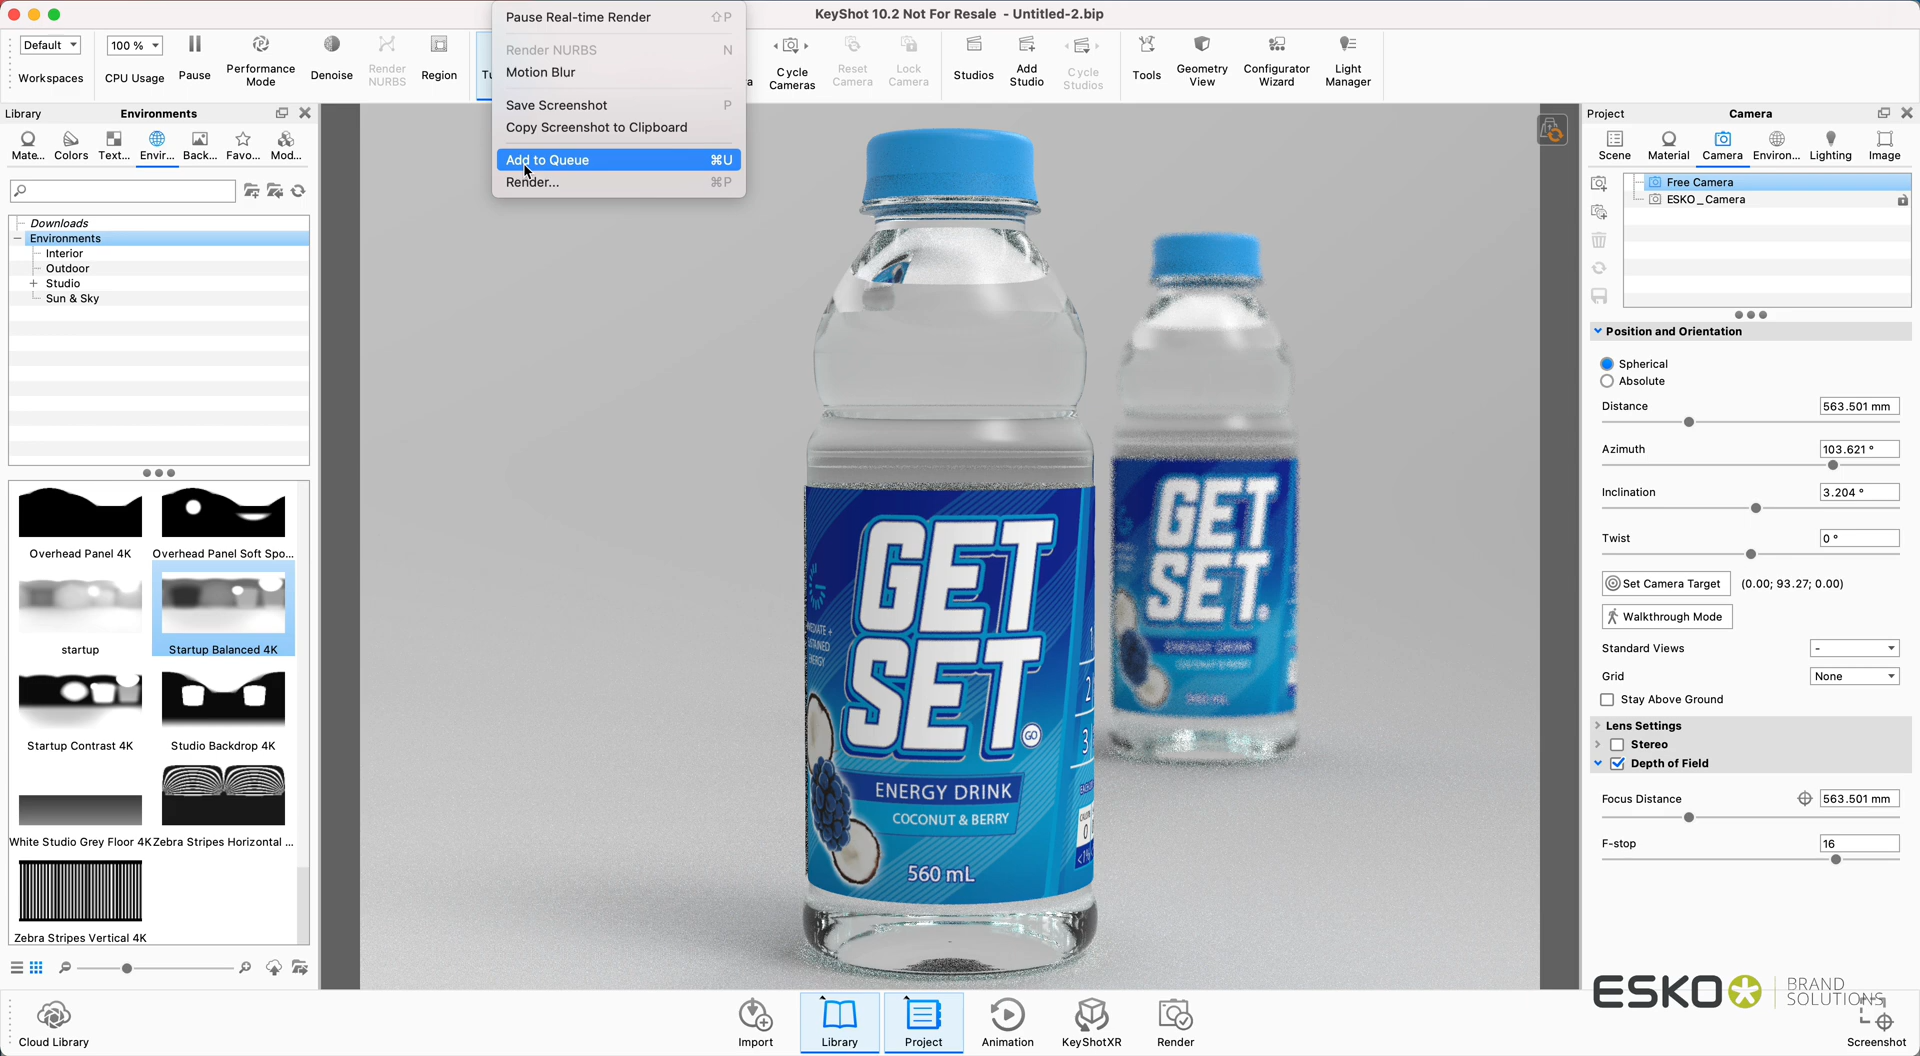 KeyShot 10.2 Not For Resale - Untitled-2.bip
Default
Workspaces
100 %
CPU Usage
Pause
Performance Mode
Denoise
Render NURBS
Region
Cycle Cameras
Reset Camera
Lock Camera
Studios
Add Studio
Cycle Studios
Tools
Geometry View
Configurator Wizard
Light Manager
Pause Real-time Render ⇧P
Render NURBS N
Motion Blur
Save Screenshot P
Copy Screenshot to Clipboard
Add to Queue ⌘U
Render... ⌘P
Library
Environments
Mate...
Colors
Text...
Envir...
Back...
Favo...
Mod...
Downloads
Environments
Interior
Outdoor
Studio
Sun & Sky
Overhead Panel 4K
Overhead Panel Soft Spo...
startup
Startup Balanced 4K
Startup Contrast 4K
Studio Backdrop 4K
White Studio Grey Floor 4K
Zebra Stripes Horizontal ...
Zebra Stripes Vertical 4K
GET
SET
GO
ENERGY DRINK
COCONUT & BERRY
560 mL
GET
SET.
Project
Camera
Scene
Material
Camera
Environ...
Lighting
Image
Free Camera
ESKO_Camera
Position and Orientation
Spherical
Absolute
Distance 563.501 mm
Azimuth 103.621 °
Inclination 3.204 °
Twist 0 °
Set Camera Target (0.00; 93.27; 0.00)
Walkthrough Mode
Standard Views -
Grid None
Stay Above Ground
Lens Settings
Stereo
Depth of Field
Focus Distance 563.501 mm
F-stop 16
ESKO BRAND SOLUTIONS
Cloud Library
Import
Library
Project
Animation
KeyShotXR
Render
Screenshot